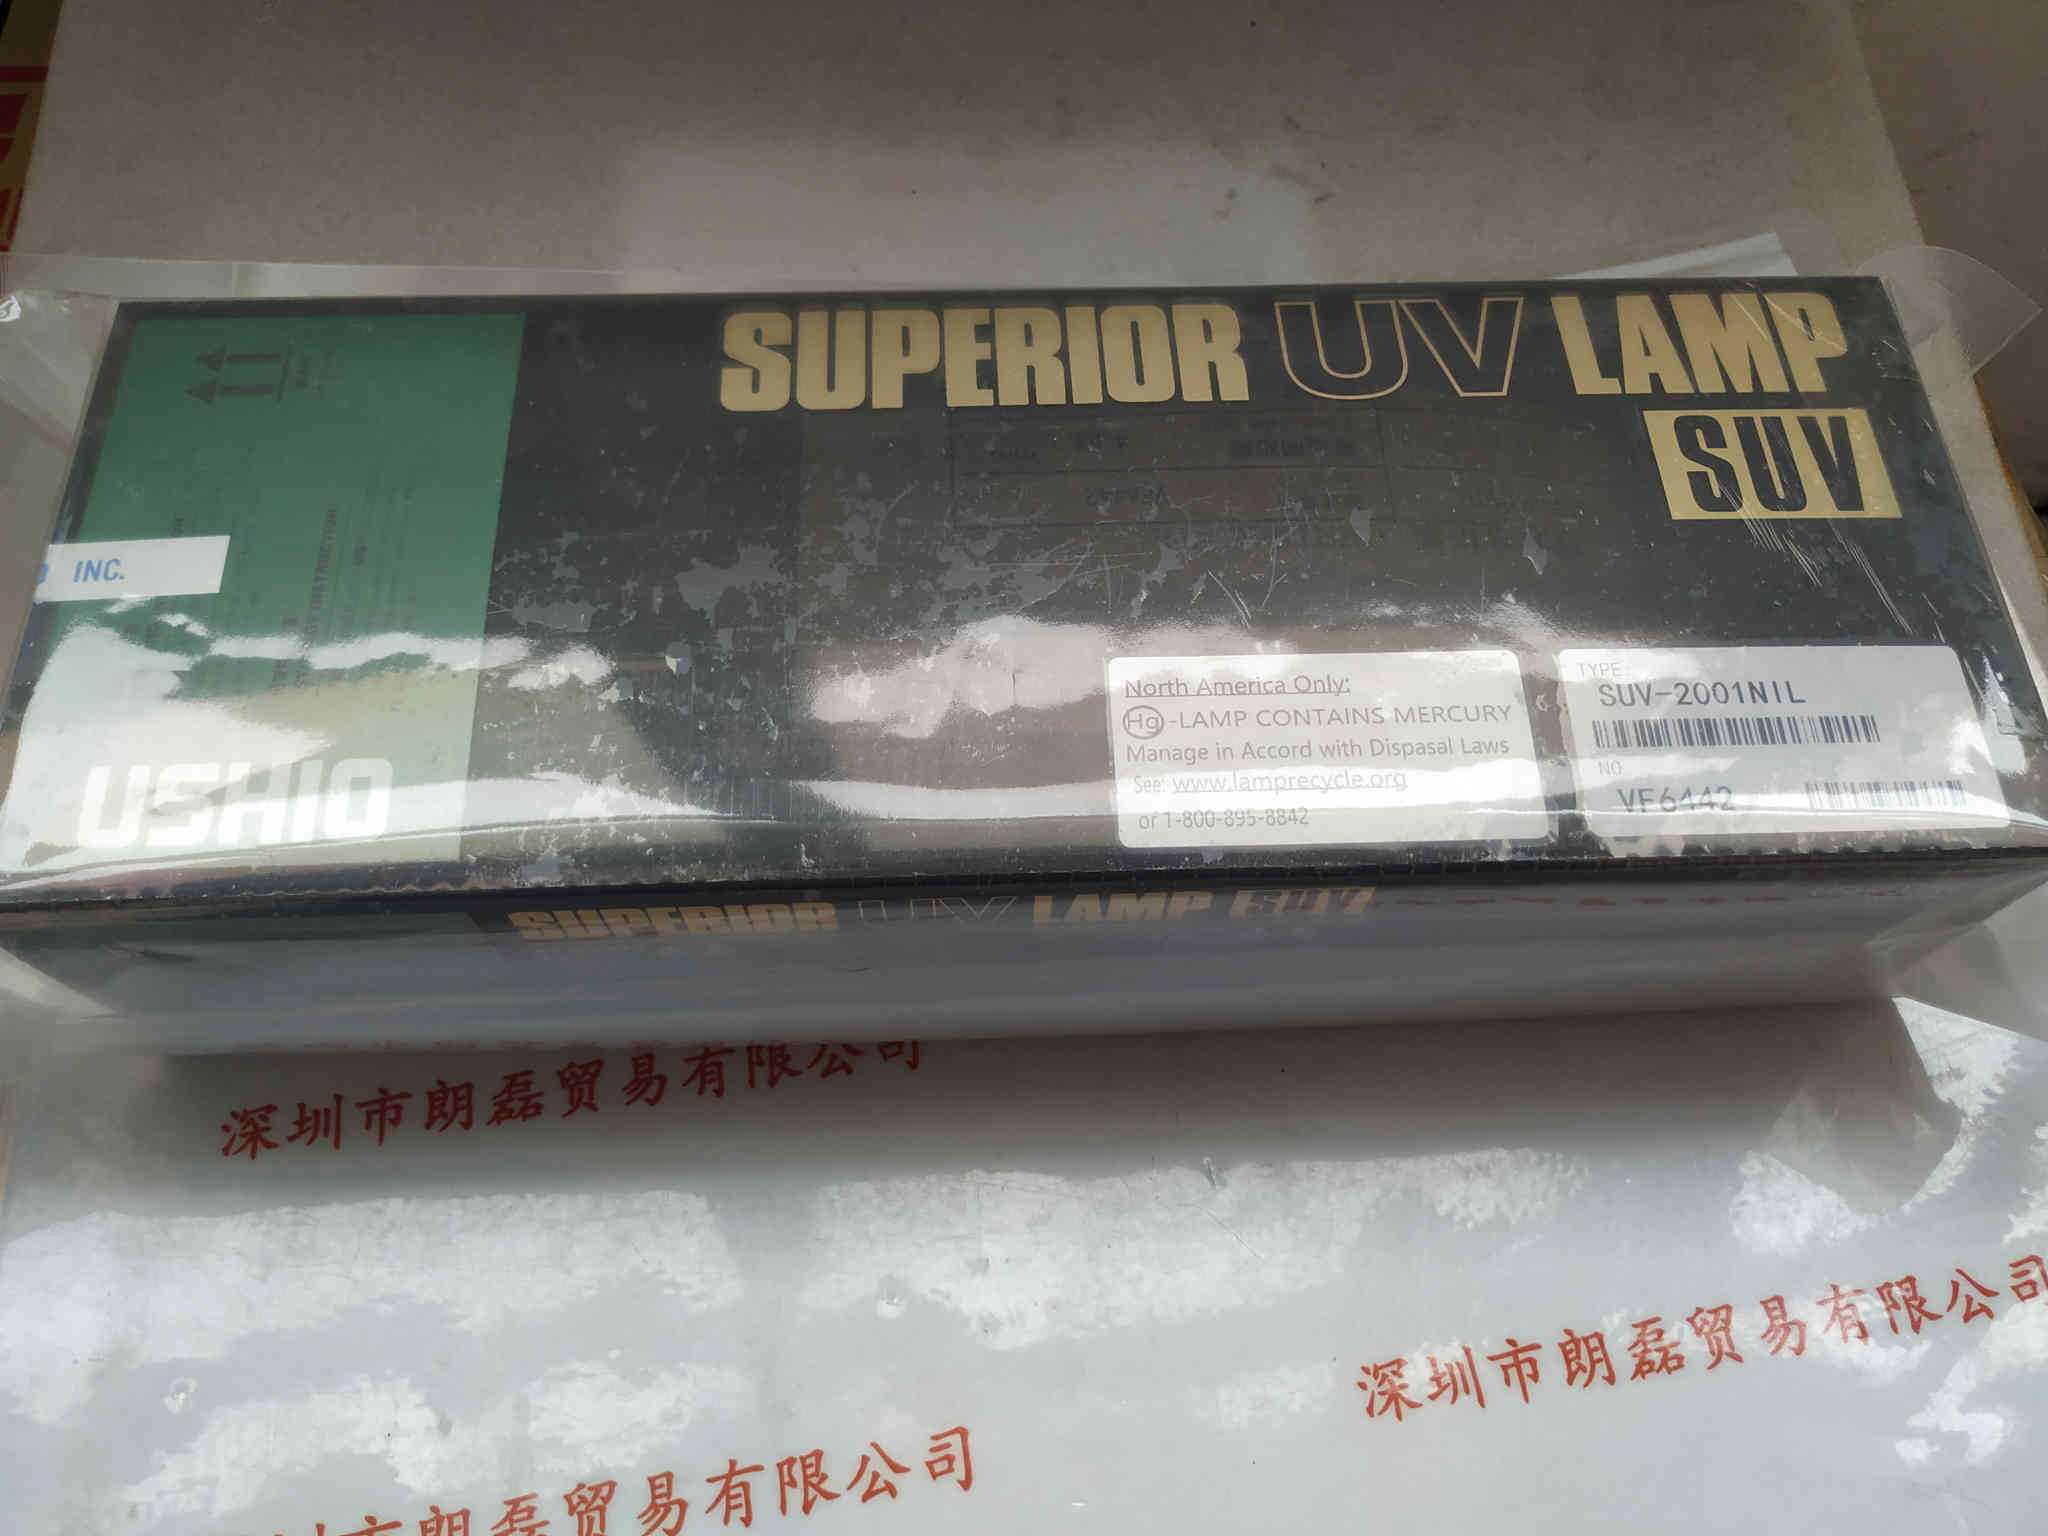 SUPERIOR UV LAMP
SUV
INC.
North America Only:
Hg-LAMP CONTAINS MERCURY
Manage in Accord with Dispasal Laws
See: www.lamprecycle.org
or 1-800-895-8842
TYPE
SUV-2001NIL
NO
VF6442
USHIO
SUPERIOR UV LAMP SUV
深圳市朗磊贸易有限公司
深圳市朗磊贸易有限公司
圳市朗磊贸易有限公司